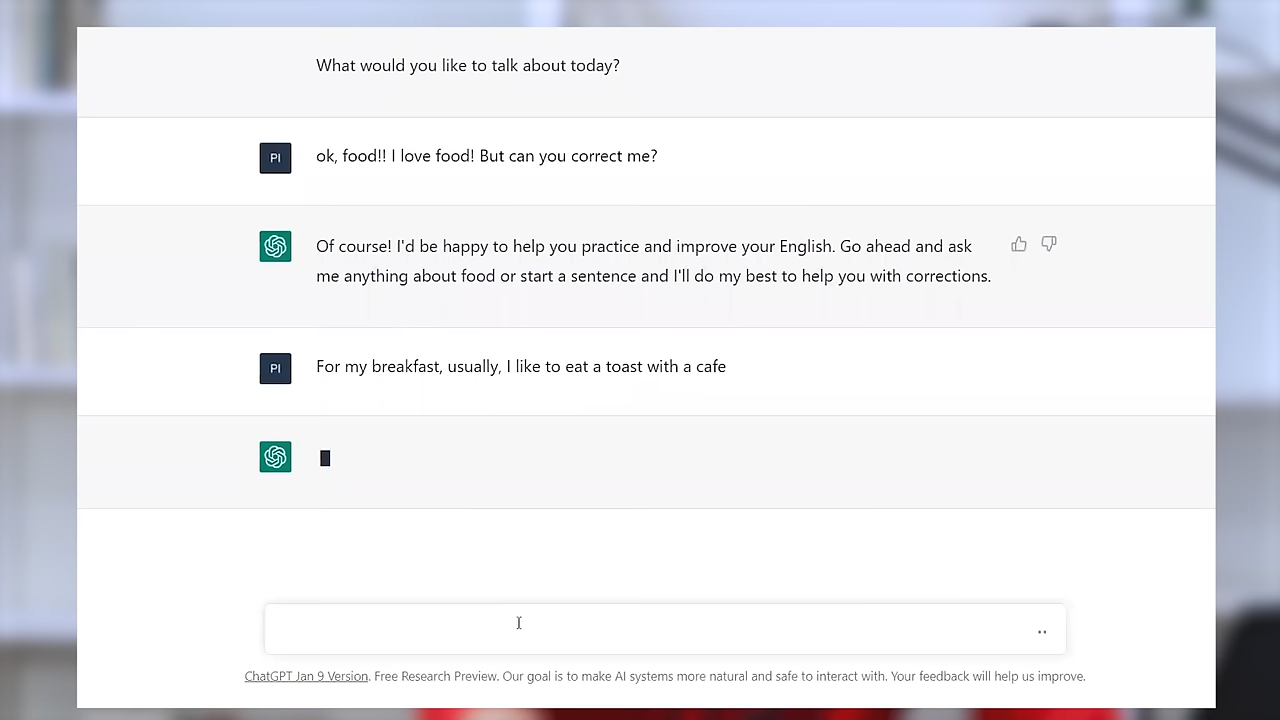 What would you like to talk about today?
PI
ok, food!! I love food! But can you correct me?
Of course! I'd be happy to help you practice and improve your English. Go ahead and ask
me anything about food or start a sentence and I'll do my best to help you with corrections.
PI
For my breakfast, usually, I like to eat a toast with a cafe
ChatGPT Jan 9 Version. Free Research Preview. Our goal is to make AI systems more natural and safe to interact with. Your feedback will help us improve.